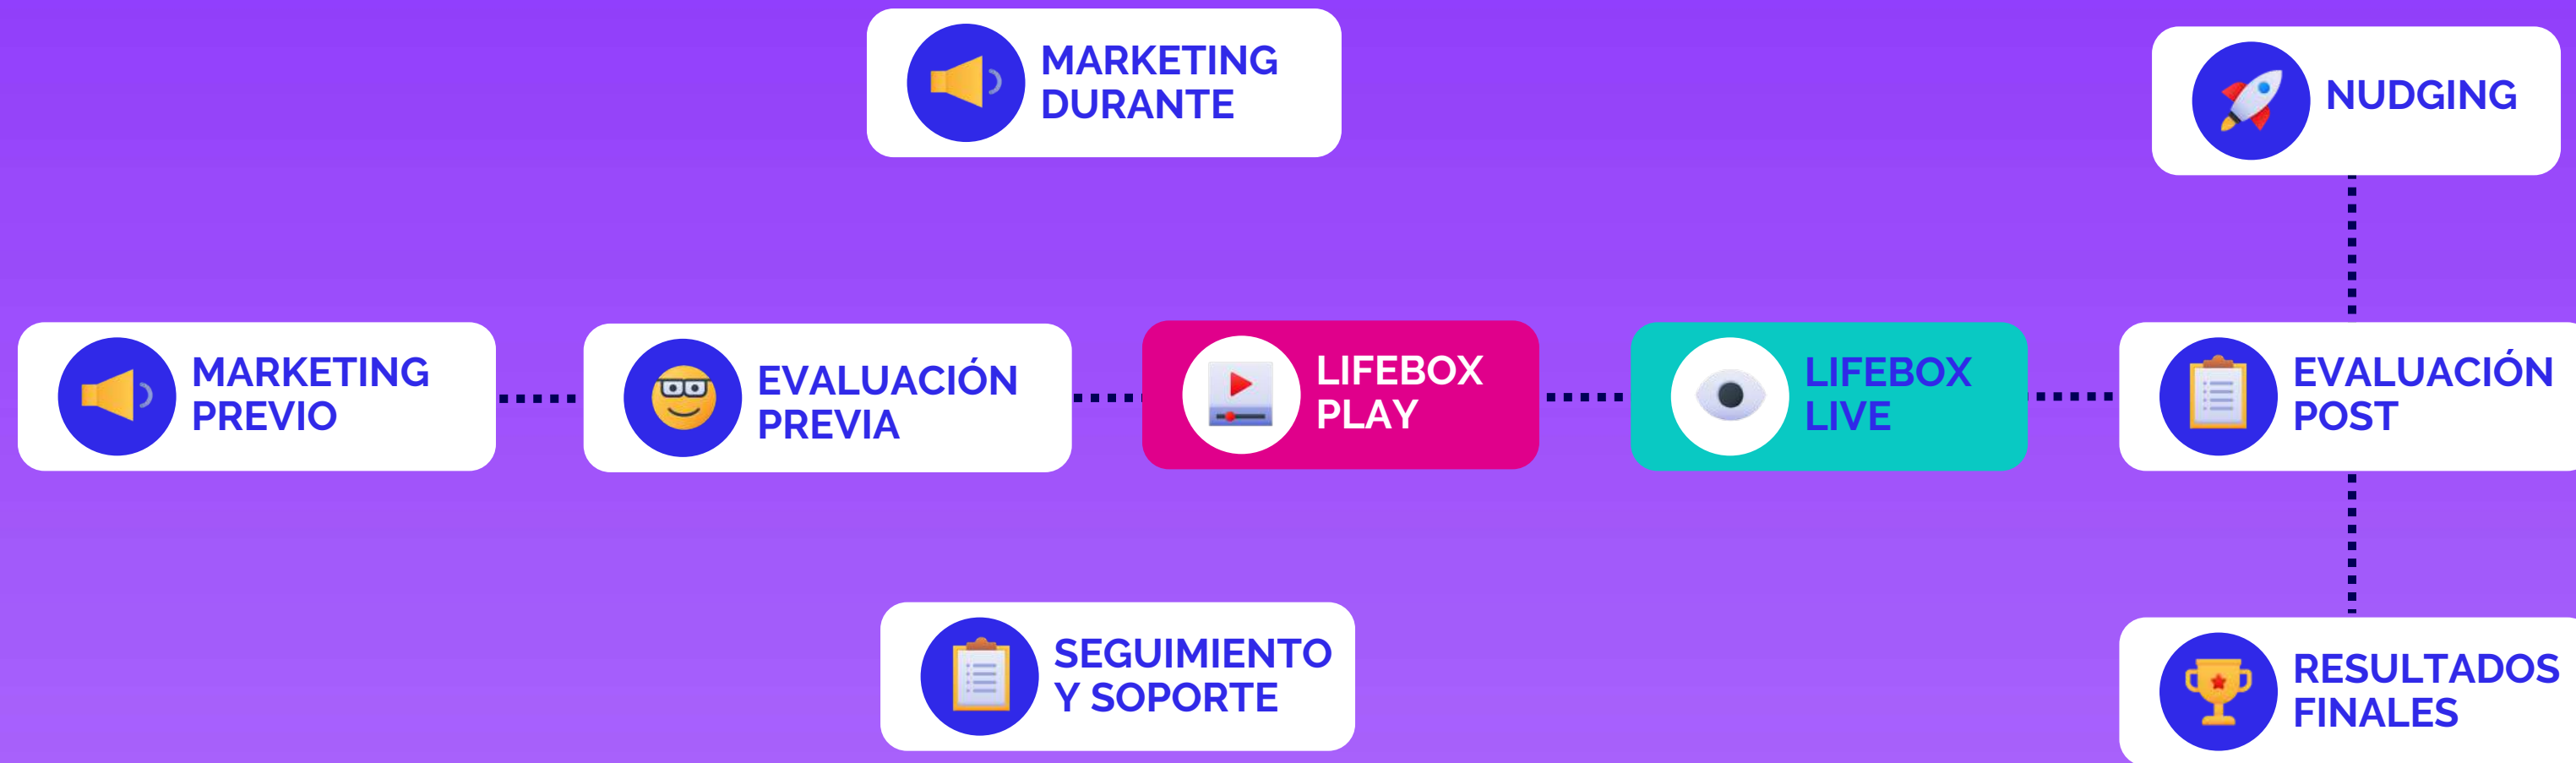 MARKETING
DURANTE
NUDGING
MARKETING
PREVIO
EVALUACIÓN
PREVIA
LIFEBOX
PLAY
LIFEBOX
LIVE
EVALUACIÓN
POST
SEGUIMIENTO
Y SOPORTE
RESULTADOS
FINALES